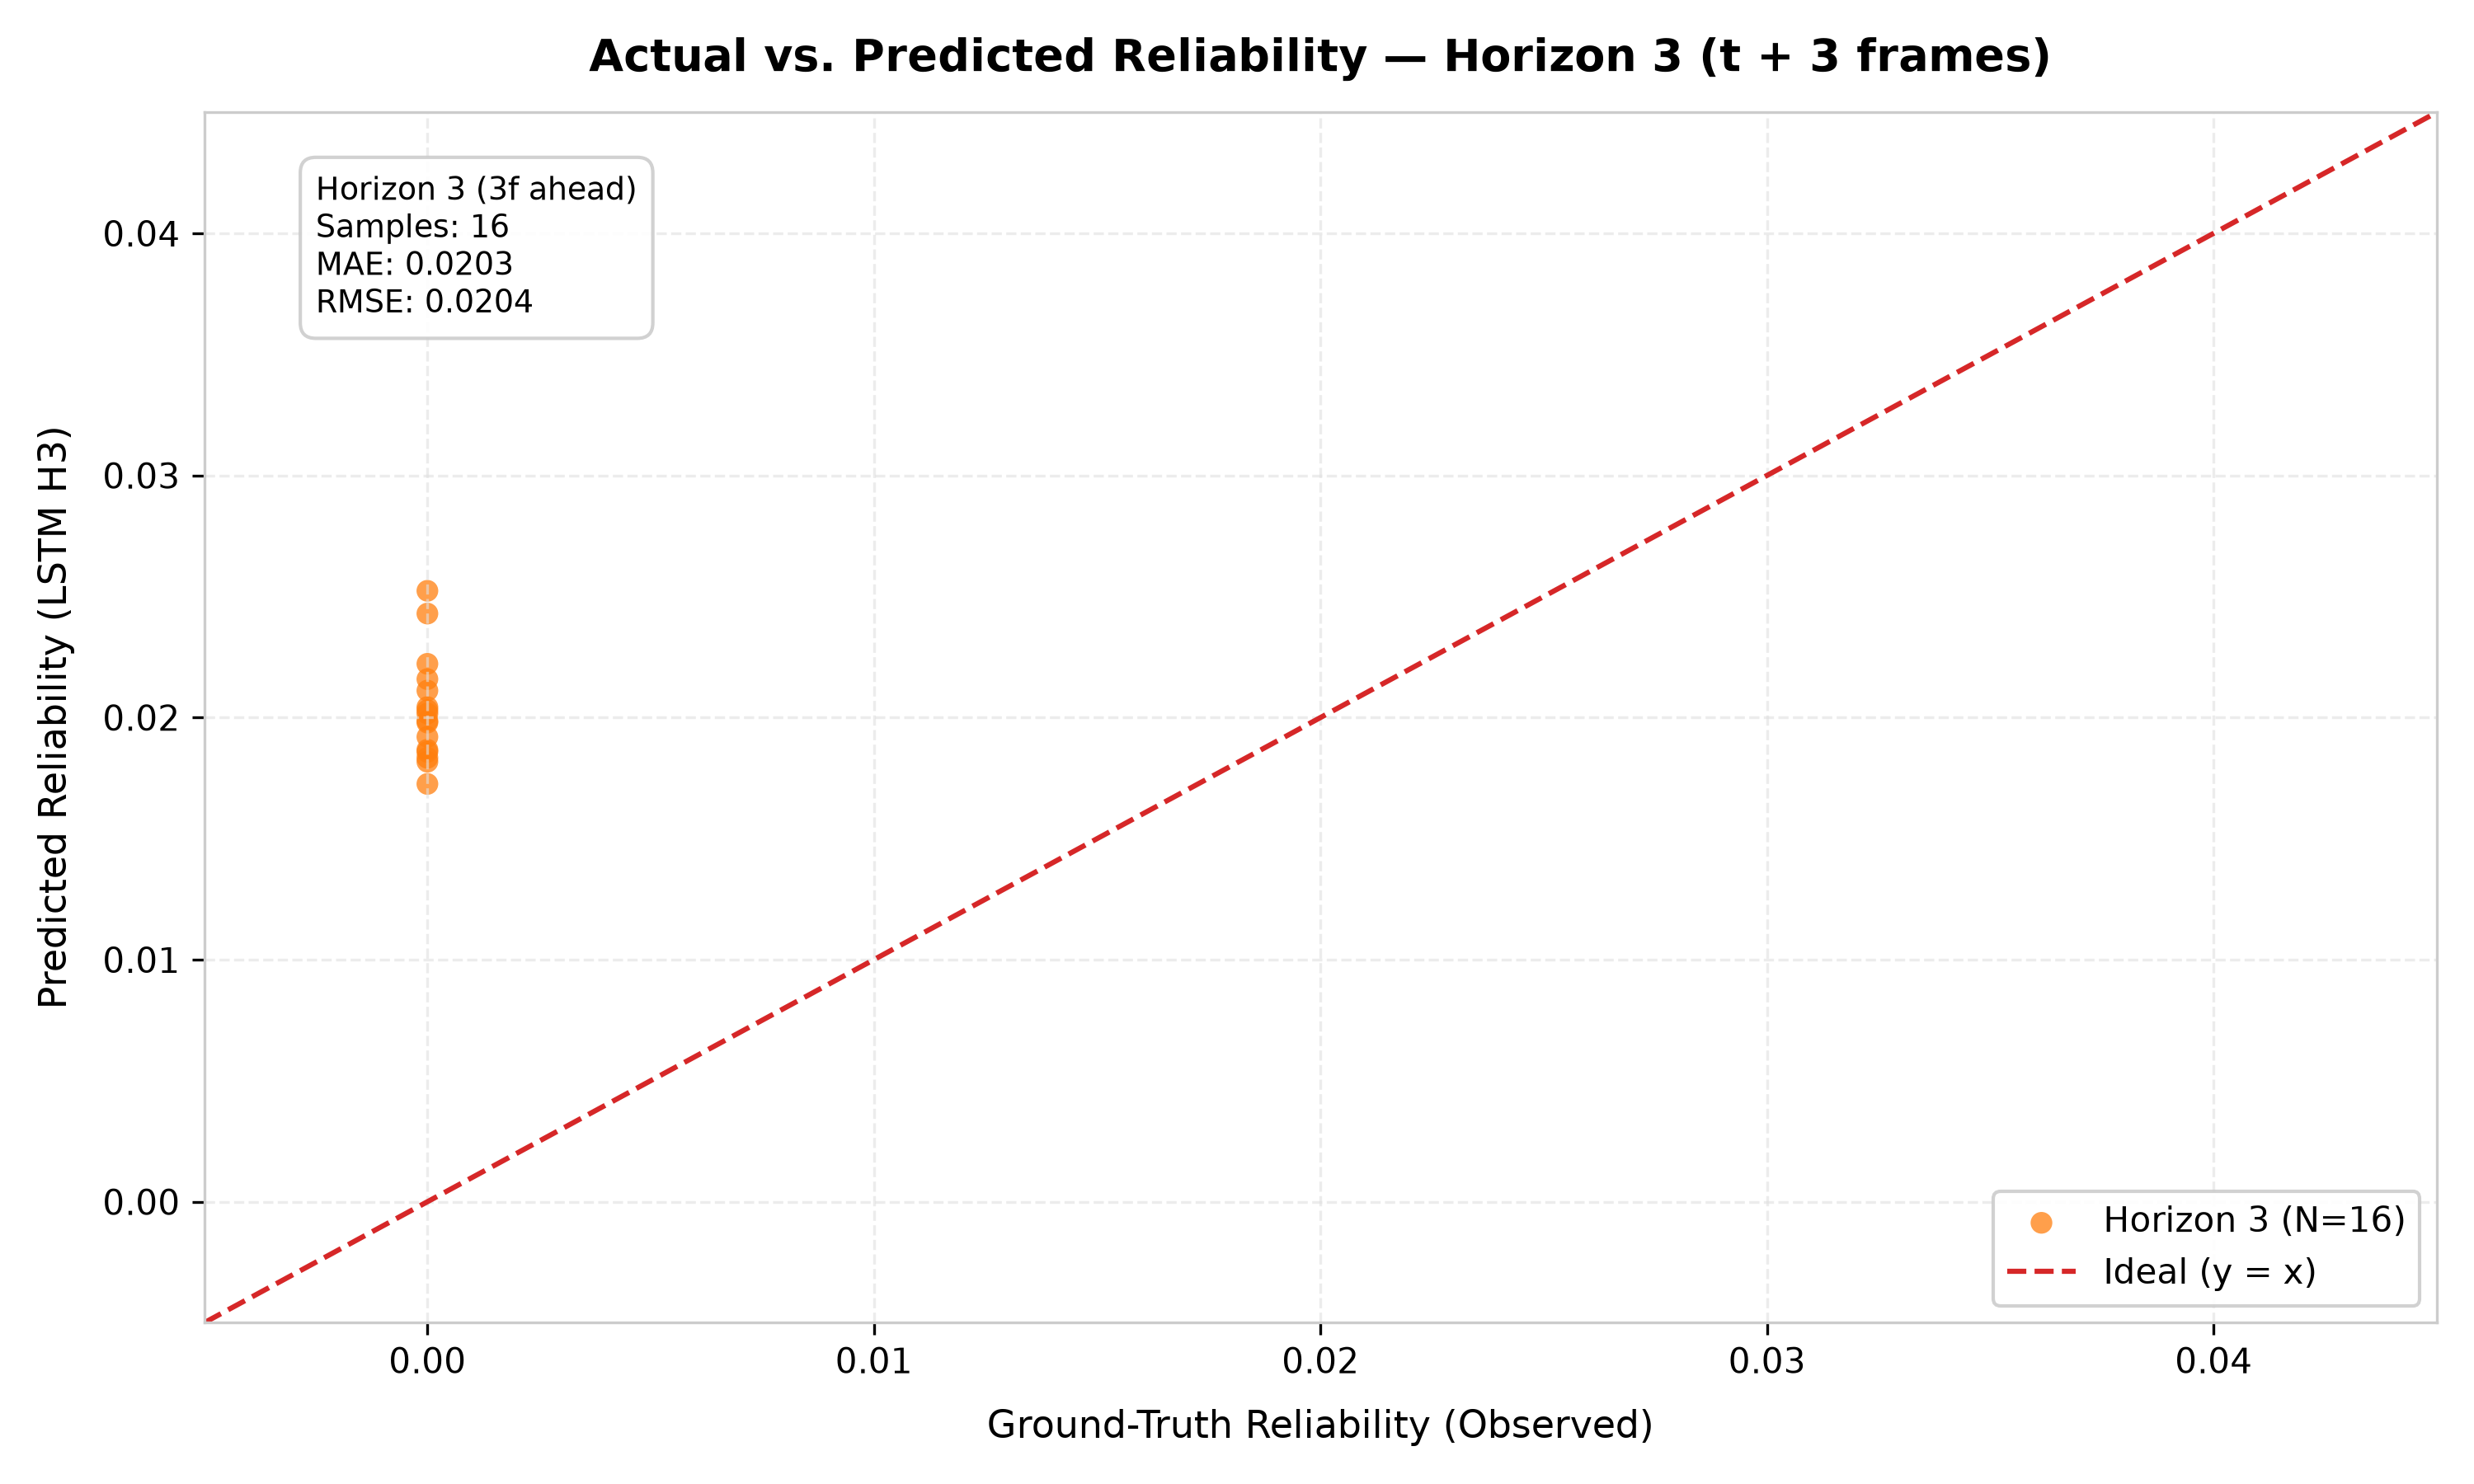 Actual vs. Predicted Reliability — Horizon 3 (t + 3 frames)
Horizon 3 (3f ahead)
Samples: 16
MAE: 0.0203
RMSE: 0.0204
Predicted Reliability (LSTM H3)
0.04
0.03
0.02
0.01
0.00
Horizon 3 (N=16)
Ideal (y = x)
0.00 0.01 0.02 0.03 0.04
Ground-Truth Reliability (Observed)